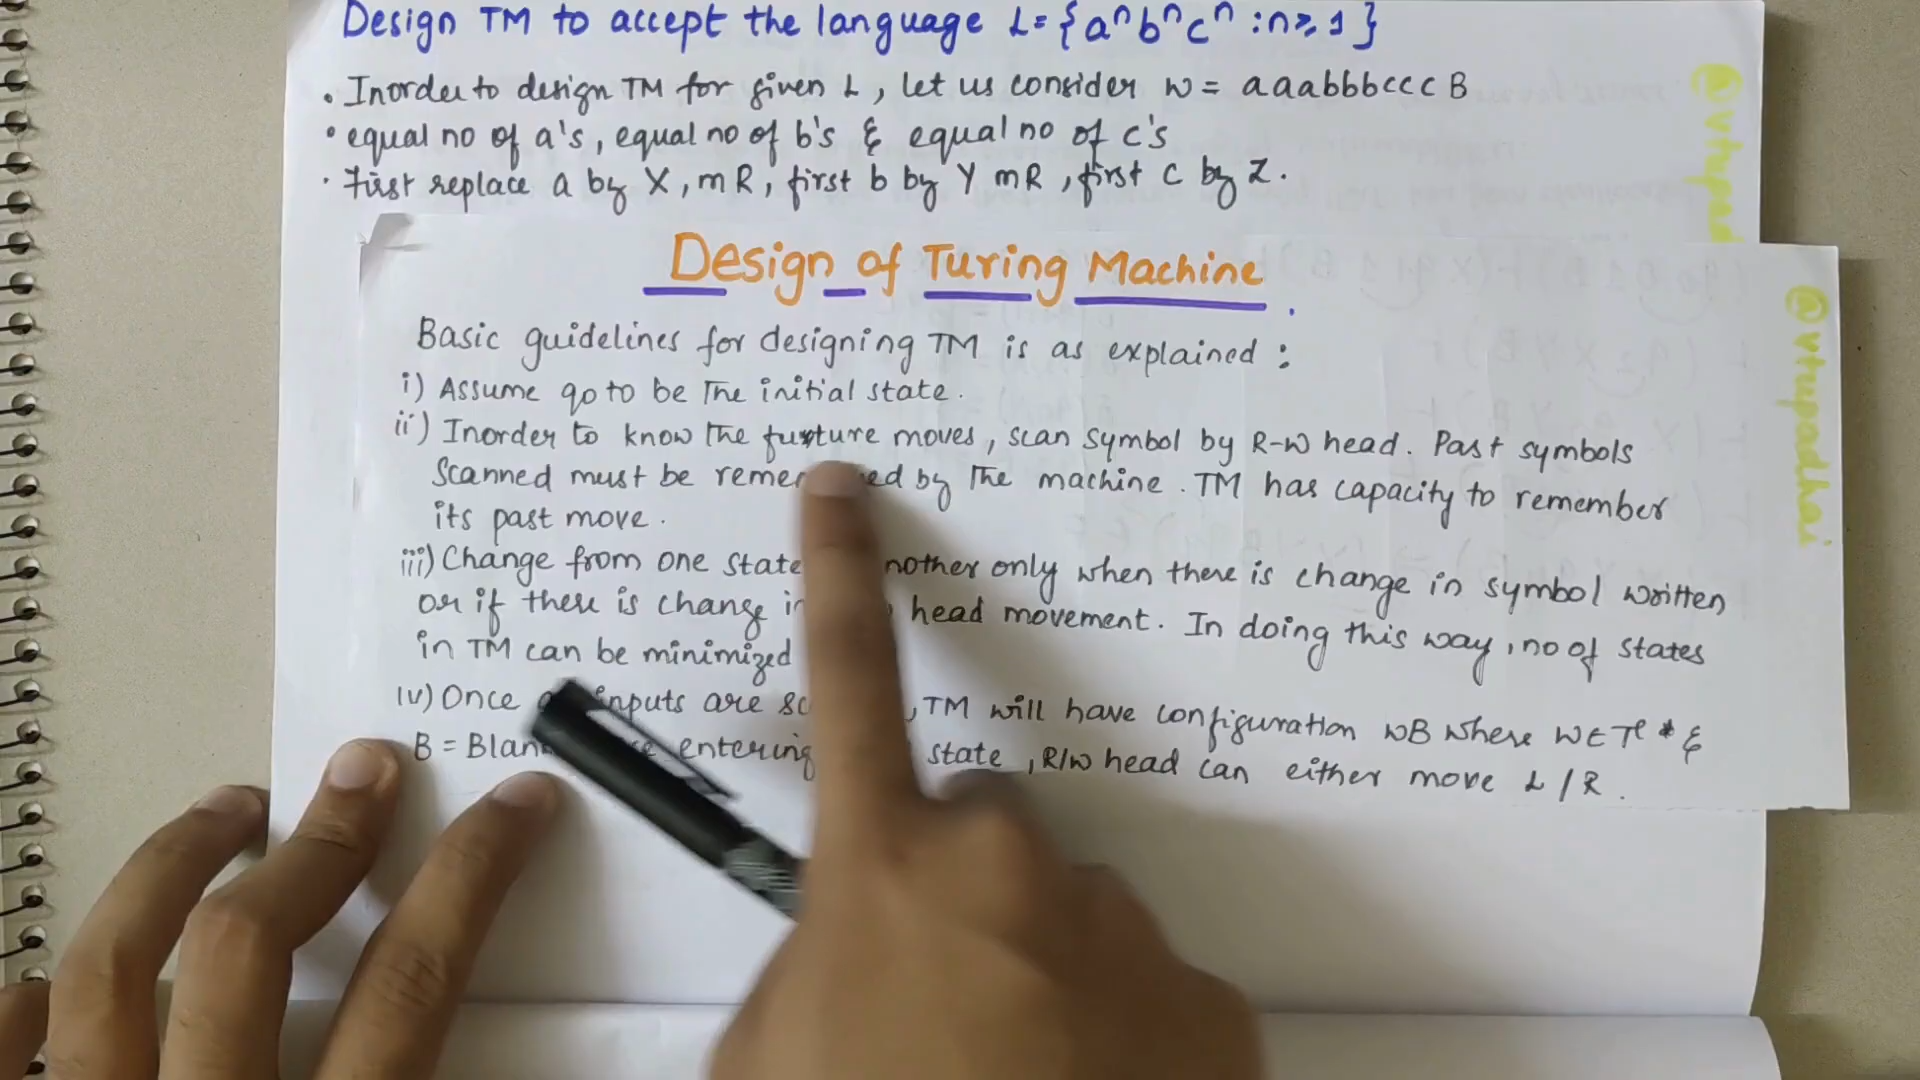 Design TM to accept the language L={aⁿbⁿcⁿ :n≥1}
• Inorder to design TM for given L, let us consider w = aaabbbcccB
• equal no of a's, equal no of b's & equal no of c's
• First replace a by X, mR, first b by Y mR, first c by Z.
Design of Turing Machine.
Basic guidelines for designing TM is as explained :
i) Assume q0 to be the initial state.
ii) Inorder to know the furture moves, scan symbol by R-W head. Past symbols
Scanned must be by the machine. TM has capacity to remember
its past move.
iii) Change from one state only when there is change in symbol written
or if there is change head movement. In doing this way, no of states
in TM can be minimized
iv) Once inputs are , TM will have configuration wB where w∈Γ* &
B = entering state, R/W head can either move L/R.
@vtupad
@vtupadhai